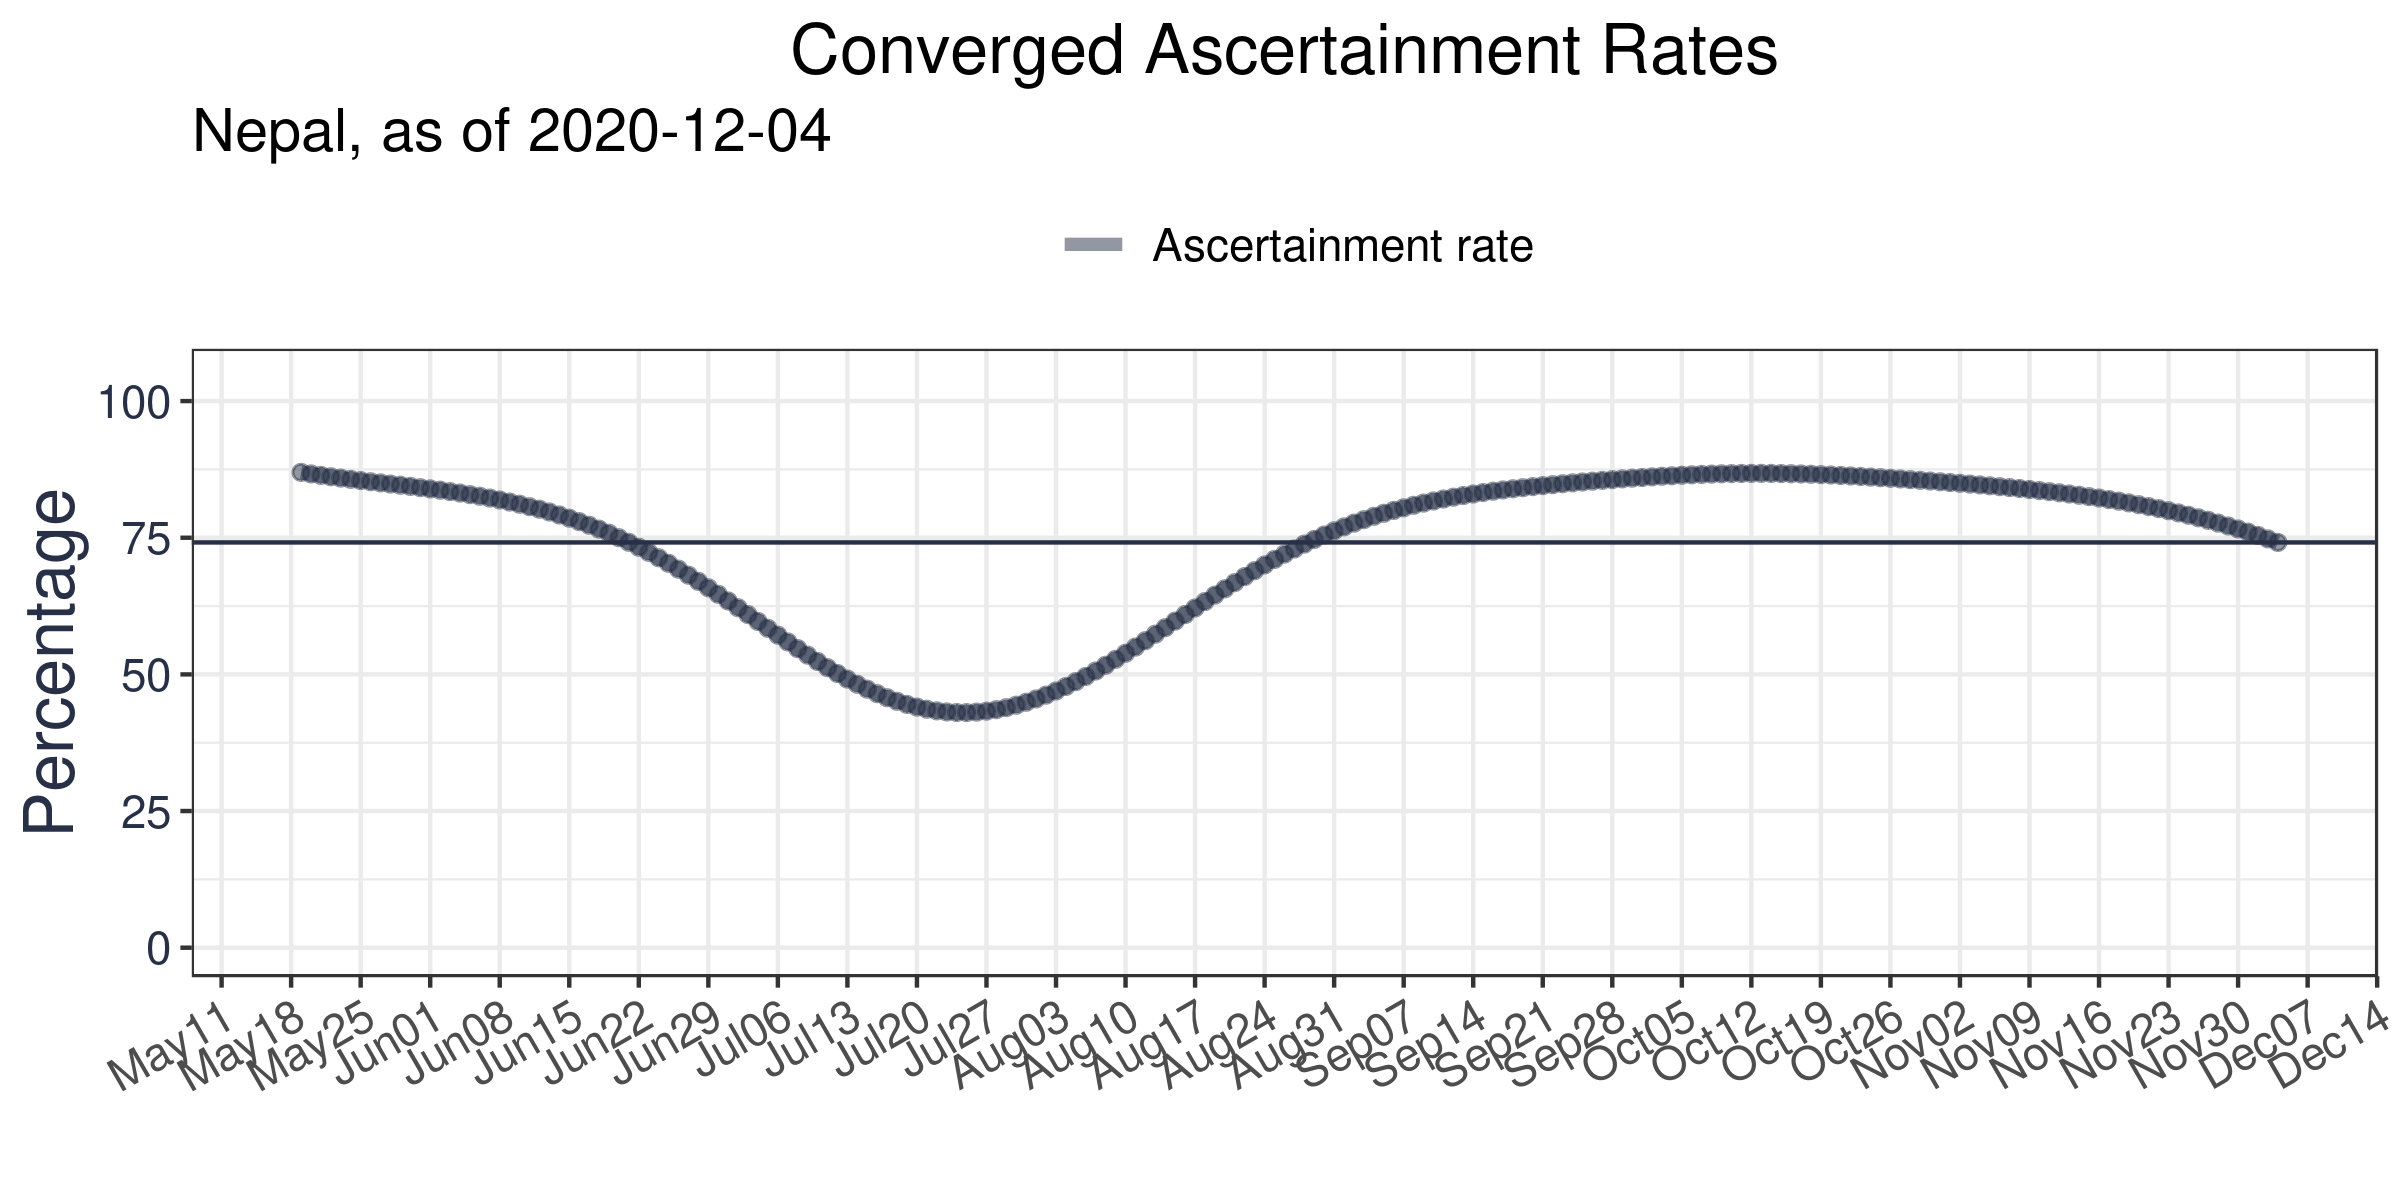 Converged Ascertainment Rates
Nepal, as of 2020-12-04
Ascertainment rate
Percentage
100
75
50
25
0
May11 May18 May25 Jun01 Jun08 Jun15 Jun22 Jun29 Jul06 Jul13 Jul20 Jul27 Aug03 Aug10 Aug17 Aug24 Aug31 Sep07 Sep14 Sep21 Sep28 Oct05 Oct12 Oct19 Oct26 Nov02 Nov09 Nov16 Nov23 Nov30 Dec07 Dec14